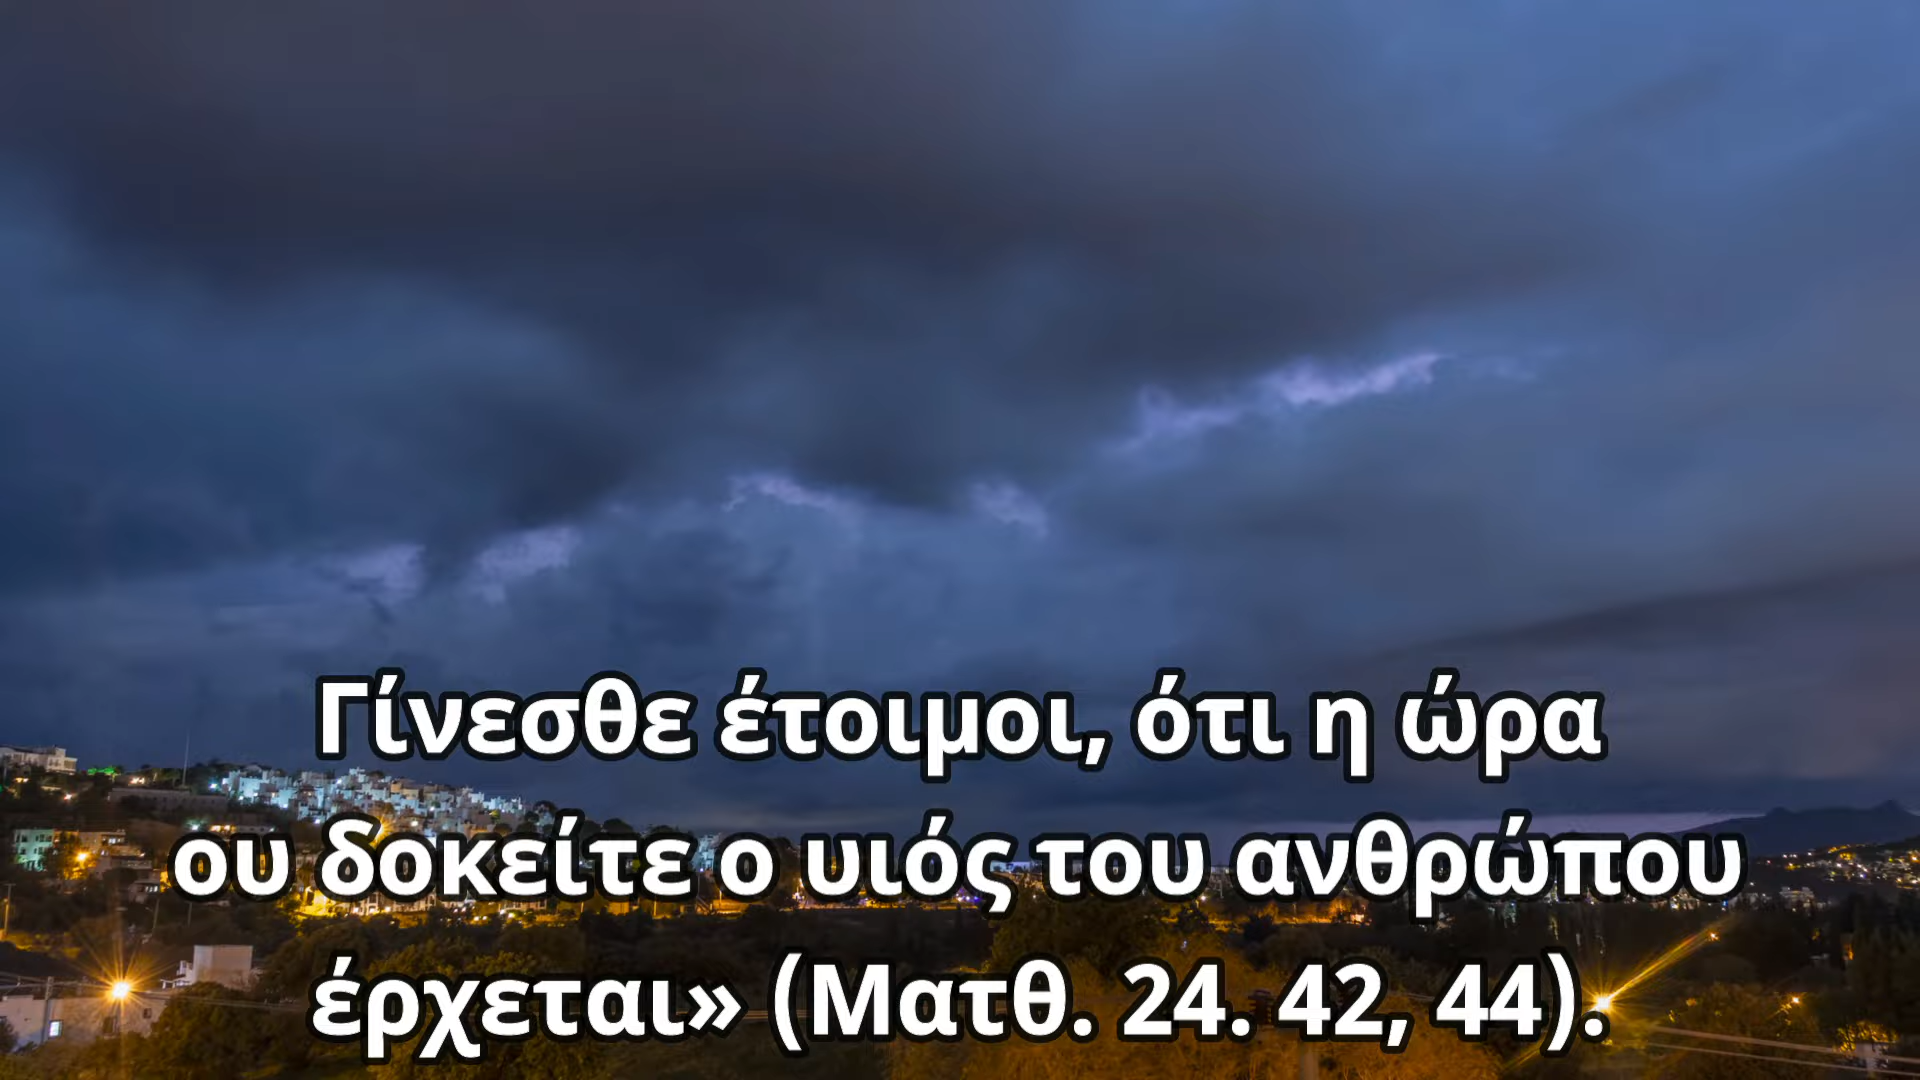 Γίνεσθε έτοιμοι, ότι η ώρα
ου δοκείτε ο υιός του ανθρώπου
έρχεται» (Ματθ. 24. 42, 44).